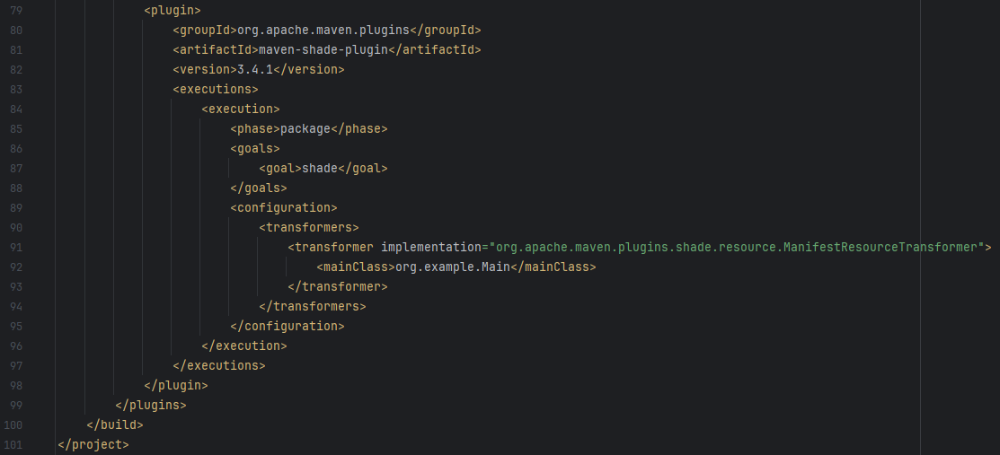 79 <plugin>
80 <groupId>org.apache.maven.plugins</groupId>
81 <artifactId>maven-shade-plugin</artifactId>
82 <version>3.4.1</version>
83 <executions>
84 <execution>
85 <phase>package</phase>
86 <goals>
87 <goal>shade</goal>
88 </goals>
89 <configuration>
90 <transformers>
91 <transformer implementation="org.apache.maven.plugins.shade.resource.ManifestResourceTransformer">
92 <mainClass>org.example.Main</mainClass>
93 </transformer>
94 </transformers>
95 </configuration>
96 </execution>
97 </executions>
98 </plugin>
99 </plugins>
100 </build>
101 </project>